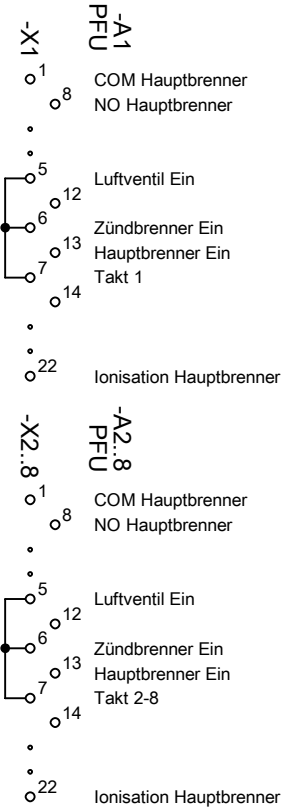 -A1
PFU
-X1
1 COM Hauptbrenner
8 NO Hauptbrenner
5 Luftventil Ein
12
6 Zündbrenner Ein
13 Hauptbrenner Ein
7 Takt 1
14
22 Ionisation Hauptbrenner
-A2..8
PFU
-X2..8
1 COM Hauptbrenner
8 NO Hauptbrenner
5 Luftventil Ein
12
6 Zündbrenner Ein
13 Hauptbrenner Ein
7 Takt 2-8
14
22 Ionisation Hauptbrenner